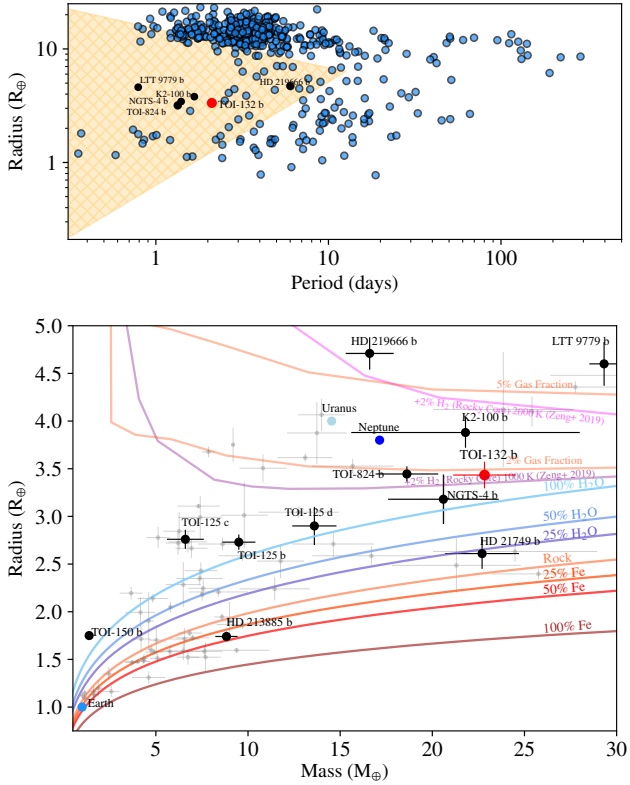 10
1
Radius (R⊕)
LTT 9779 b
HD 219666 b
K2-100 b
NGTS-4 b
TOI-132 b
TOI-824 b
1
10
100
Period (days)
5.0
4.5
4.0
3.5
3.0
2.5
2.0
1.5
1.0
Radius (R⊕)
HD 219666 b
LTT 9779 b
5% Gas Fraction
+2% H₂ (Rocky Core) 2000 K (Zeng+ 2019)
Uranus
K2-100 b
Neptune
TOI-132 b
2% Gas Fraction
TOI-824 b
+2% H₂ (Rocky Core) 1000 K (Zeng+ 2019)
100% H₂O
NGTS-4 b
TOI-125 d
TOI-125 c
50% H₂O
25% H₂O
TOI-125 b
HD 21749 b
Rock
25% Fe
50% Fe
HD 213885 b
TOI-150 b
100% Fe
Earth
5
10
15
20
25
30
Mass (M⊕)